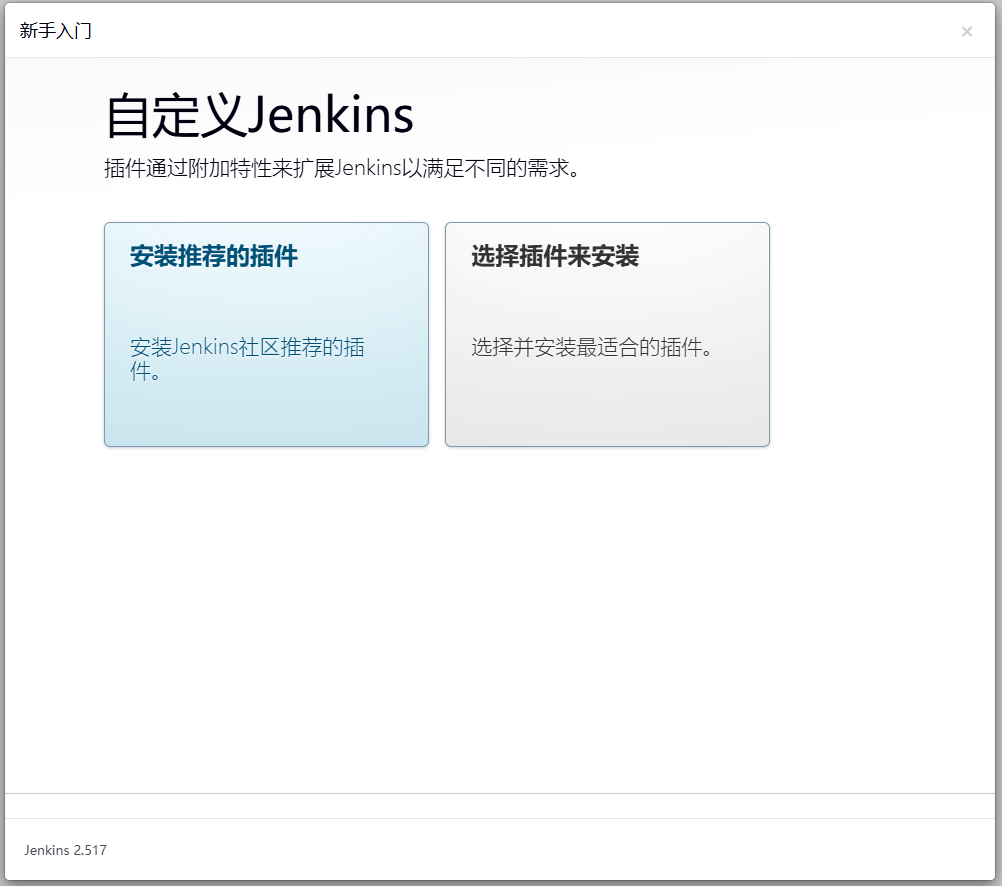 新手入门
×
自定义Jenkins
插件通过附加特性来扩展Jenkins以满足不同的需求。
安装推荐的插件
安装Jenkins社区推荐的插
件。
选择插件来安装
选择并安装最适合的插件。
Jenkins 2.517